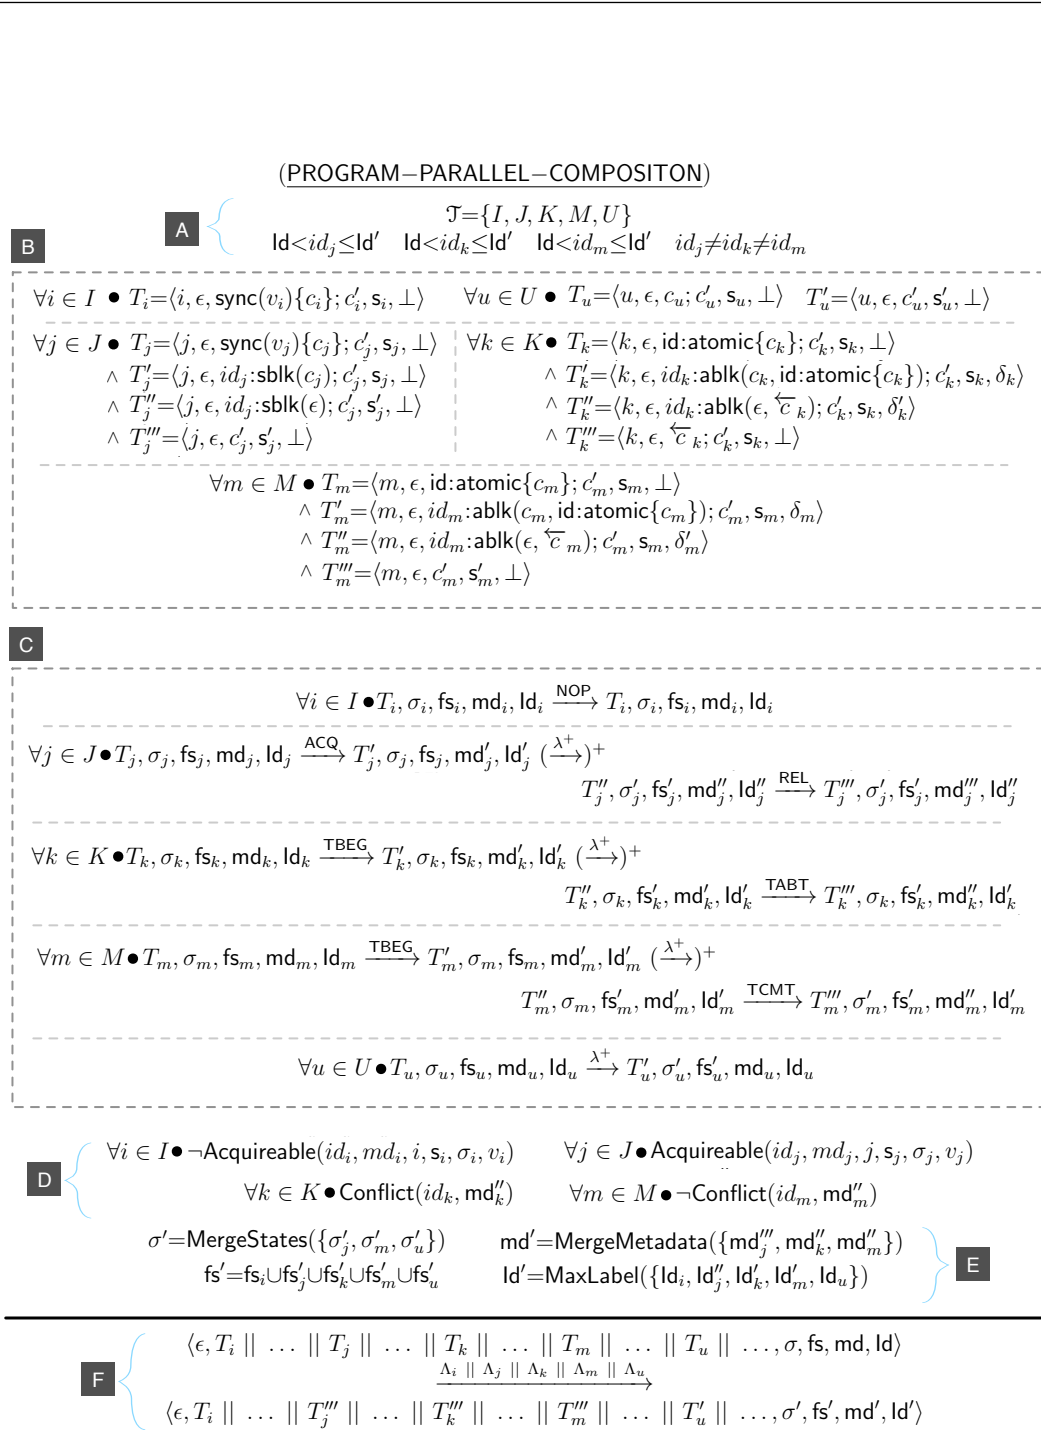 (PROGRAM−PARALLEL−COMPOSITON)
A
𝒯={I, J, K, M, U}
ld<id_j≤ld′ ld<id_k≤ld′ ld<id_m≤ld′ id_j≠id_k≠id_m
B
∀i ∈ I ● T_i=⟨i, ϵ, sync(v_i){c_i}; c′_i, s_i, ⊥⟩ ∀u ∈ U ● T_u=⟨u, ϵ, c_u; c′_u, s_u, ⊥⟩ T′_u=⟨u, ϵ, c′_u, s′_u, ⊥⟩
∀j ∈ J ● T_j=⟨j, ϵ, sync(v_j){c_j}; c′_j, s_j, ⊥⟩
∧ T′_j=⟨j, ϵ, id_j:sblk(c_j); c′_j, s_j, ⊥⟩
∧ T″_j=⟨j, ϵ, id_j:sblk(ϵ); c′_j, s′_j, ⊥⟩
∧ T‴_j=⟨j, ϵ, c′_j, s′_j, ⊥⟩
∀k ∈ K● T_k=⟨k, ϵ, id:atomic{c_k}; c′_k, s_k, ⊥⟩
∧ T′_k=⟨k, ϵ, id_k:ablk(c_k, id:atomic{c_k}); c′_k, s_k, δ_k⟩
∧ T″_k=⟨k, ϵ, id_k:ablk(ϵ, ←c_k); c′_k, s_k, δ′_k⟩
∧ T‴_k=⟨k, ϵ, ←c_k; c′_k, s_k, ⊥⟩
∀m ∈ M ● T_m=⟨m, ϵ, id:atomic{c_m}; c′_m, s_m, ⊥⟩
∧ T′_m=⟨m, ϵ, id_m:ablk(c_m, id:atomic{c_m}); c′_m, s_m, δ_m⟩
∧ T″_m=⟨m, ϵ, id_m:ablk(ϵ, ←c_m); c′_m, s_m, δ′_m⟩
∧ T‴_m=⟨m, ϵ, c′_m, s′_m, ⊥⟩
C
∀i ∈ I ●T_i, σ_i, fs_i, md_i, ld_i —NOP→ T_i, σ_i, fs_i, md_i, ld_i
∀j ∈ J●T_j, σ_j, fs_j, md_j, ld_j —ACQ→ T′_j, σ_j, fs_j, md′_j, ld′_j (—λ⁺→)⁺
T″_j, σ′_j, fs′_j, md″_j, ld″_j —REL→ T‴_j, σ′_j, fs′_j, md‴_j, ld″_j
∀k ∈ K●T_k, σ_k, fs_k, md_k, ld_k —TBEG→ T′_k, σ_k, fs_k, md′_k, ld′_k (—λ⁺→)⁺
T″_k, σ_k, fs′_k, md′_k, ld′_k —TABT→ T‴_k, σ_k, fs′_k, md″_k, ld′_k
∀m ∈ M●T_m, σ_m, fs_m, md_m, ld_m —TBEG→ T′_m, σ_m, fs_m, md′_m, ld′_m (—λ⁺→)⁺
T″_m, σ_m, fs′_m, md′_m, ld′_m —TCMT→ T‴_m, σ′_m, fs′_m, md″_m, ld′_m
∀u ∈ U●T_u, σ_u, fs_u, md_u, ld_u —λ⁺→ T′_u, σ′_u, fs′_u, md_u, ld_u
D
∀i ∈ I●¬Acquireable(id_i, md_i, i, s_i, σ_i, v_i) ∀j ∈ J●Acquireable(id_j, md_j, j, s_j, σ_j, v_j)
∀k ∈ K●Conflict(id_k, md″_k) ∀m ∈ M●¬Conflict(id_m, md″_m)
σ′=MergeStates({σ′_j, σ′_m, σ′_u}) md′=MergeMetadata({md‴_j, md″_k, md″_m})
fs′=fs_i∪fs′_j∪fs′_k∪fs′_m∪fs′_u ld′=MaxLabel({ld_i, ld″_j, ld′_k, ld′_m, ld_u})
E
F
⟨ϵ, T_i || ... || T_j || ... || T_k || ... || T_m || ... || T_u || ..., σ, fs, md, ld⟩
—Λ_i || Λ_j || Λ_k || Λ_m || Λ_u→
⟨ϵ, T_i || ... || T‴_j || ... || T‴_k || ... || T‴_m || ... || T′_u || ..., σ′, fs′, md′, ld′⟩